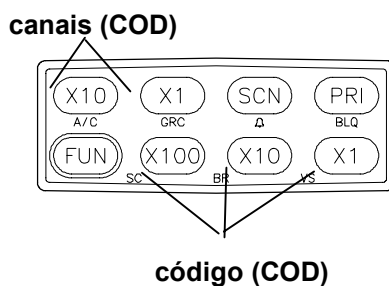 canais (COD)
X10 X1 SCN PRI
A/C GRC BLQ
FUN X100 X10 X1
SC BR VS
código (COD)